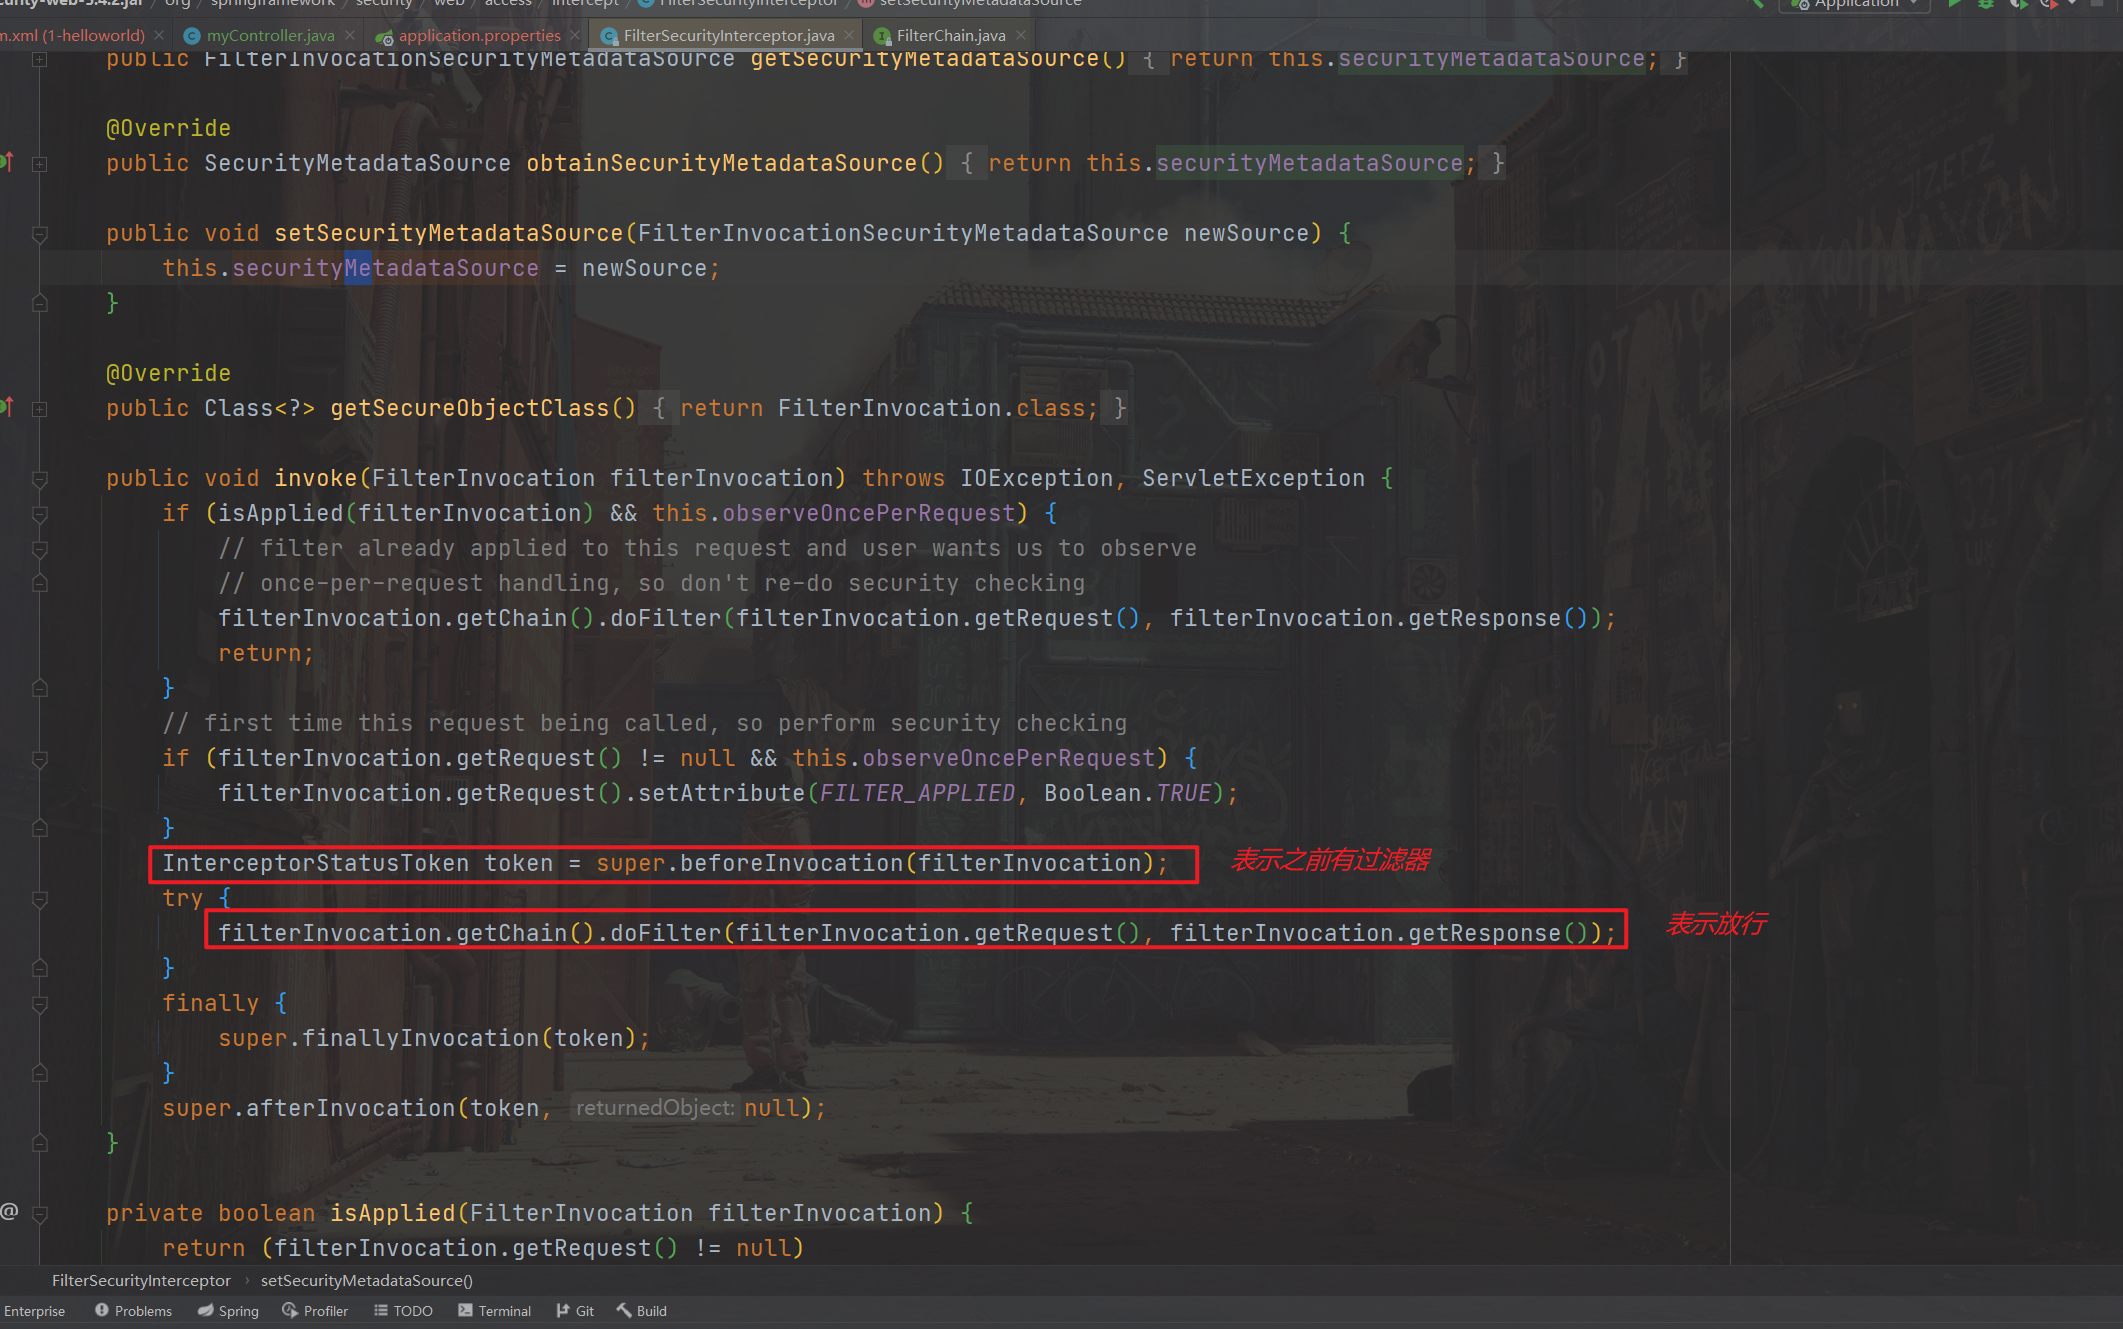 curity-web-5.4.2.jar / org / springframework / security / web / access / intercept / FilterSecurityInterceptor / setSecurityMetadataSource
Application
m.xml (1-helloworld) × myController.java × application.properties × FilterSecurityInterceptor.java × FilterChain.java ×
public FilterInvocationSecurityMetadataSource getSecurityMetadataSource() { return this.securityMetadataSource; }
@Override
public SecurityMetadataSource obtainSecurityMetadataSource() { return this.securityMetadataSource; }
public void setSecurityMetadataSource(FilterInvocationSecurityMetadataSource newSource) {
this.securityMetadataSource = newSource;
}
@Override
public Class<?> getSecureObjectClass() { return FilterInvocation.class; }
public void invoke(FilterInvocation filterInvocation) throws IOException, ServletException {
if (isApplied(filterInvocation) && this.observeOncePerRequest) {
// filter already applied to this request and user wants us to observe
// once-per-request handling, so don't re-do security checking
filterInvocation.getChain().doFilter(filterInvocation.getRequest(), filterInvocation.getResponse());
return;
}
// first time this request being called, so perform security checking
if (filterInvocation.getRequest() != null && this.observeOncePerRequest) {
filterInvocation.getRequest().setAttribute(FILTER_APPLIED, Boolean.TRUE);
}
InterceptorStatusToken token = super.beforeInvocation(filterInvocation); 表示之前有过滤器
try {
filterInvocation.getChain().doFilter(filterInvocation.getRequest(), filterInvocation.getResponse()); 表示放行
}
finally {
super.finallyInvocation(token);
}
super.afterInvocation(token, returnedObject: null);
}
@ private boolean isApplied(FilterInvocation filterInvocation) {
return (filterInvocation.getRequest() != null)
FilterSecurityInterceptor › setSecurityMetadataSource()
Enterprise Problems Spring Profiler TODO Terminal Git Build